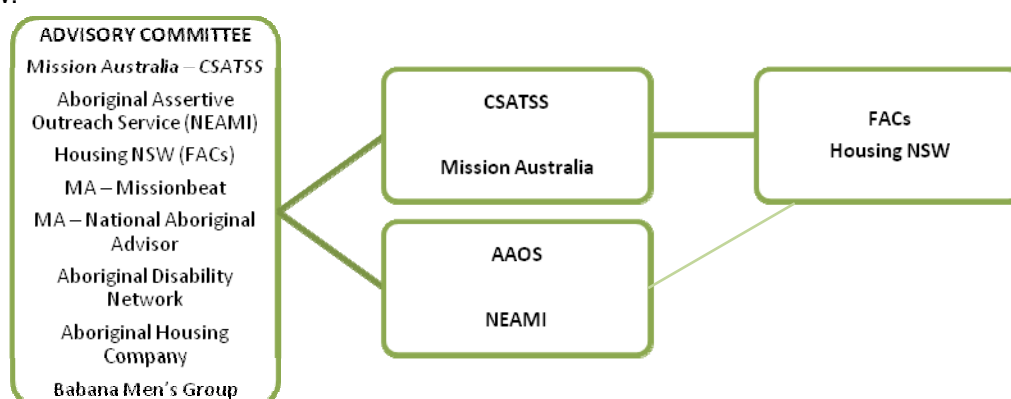 ADVISORY COMMITTEE
Mission Australia – CSATSS
Aboriginal Assertive
Outreach Service (NEAMI)
Housing NSW (FACs)
MA – Missionbeat
MA – National Aboriginal
Advisor
Aboriginal Disability
Network
Aboriginal Housing
Company
Babana Men's Group
CSATSS
Mission Australia
AAOS
NEAMI
FACs
Housing NSW